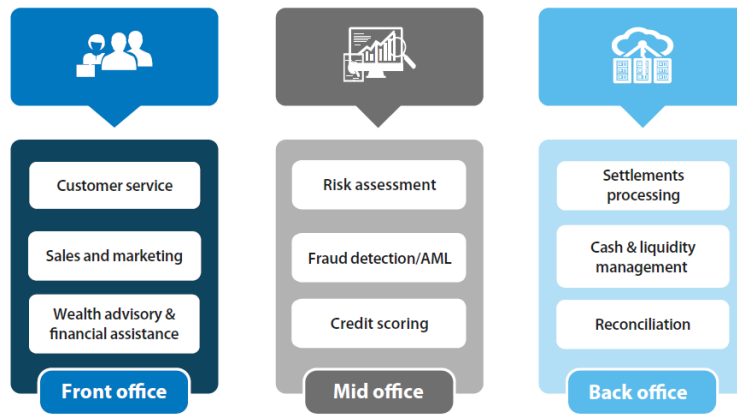 Customer service
Sales and marketing
Wealth advisory &
financial assistance
Front office
Risk assessment
Fraud detection/AML
Credit scoring
Mid office
Settlements
processing
Cash & liquidity
management
Reconciliation
Back office